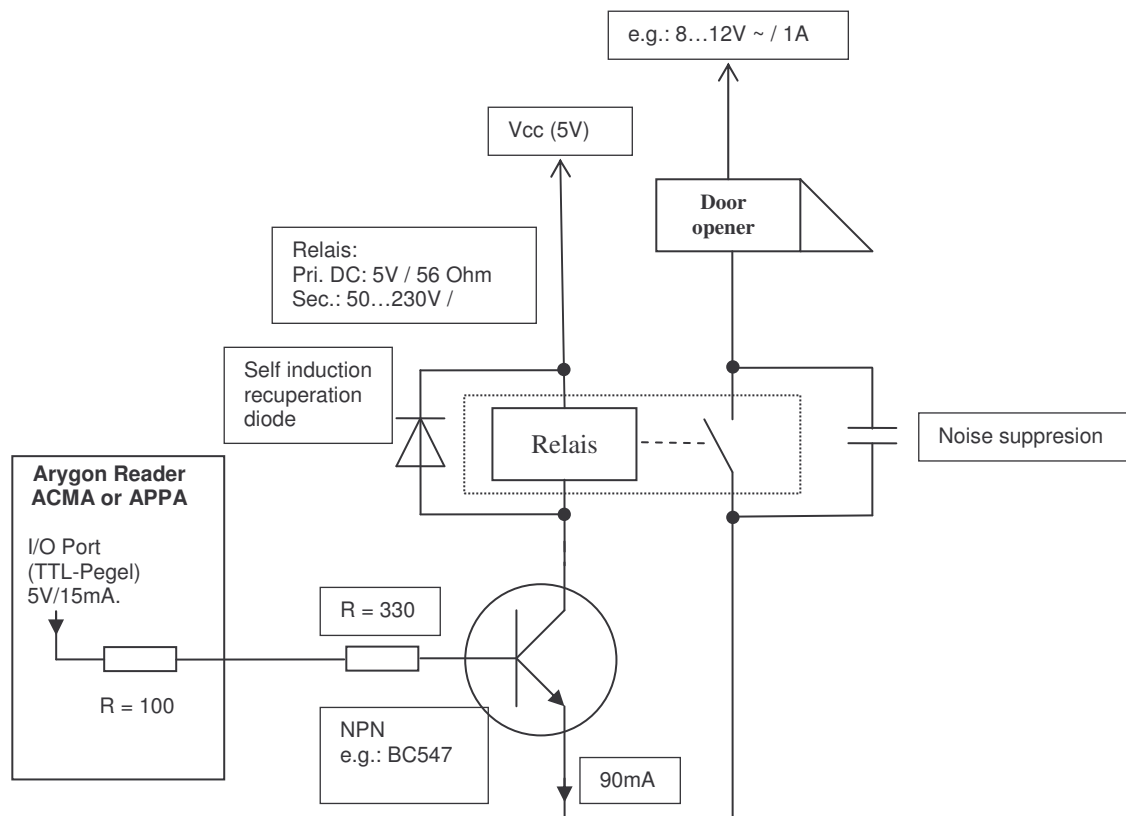 e.g.: 8…12V ~ / 1A
Vcc (5V)
Door
opener
Relais:
Pri. DC: 5V / 56 Ohm
Sec.: 50…230V /
Self induction
recuperation
diode
Relais
Noise suppresion
Arygon Reader
ACMA or APPA
I/O Port
(TTL-Pegel)
5V/15mA.
R = 330
R = 100
NPN
e.g.: BC547
90mA